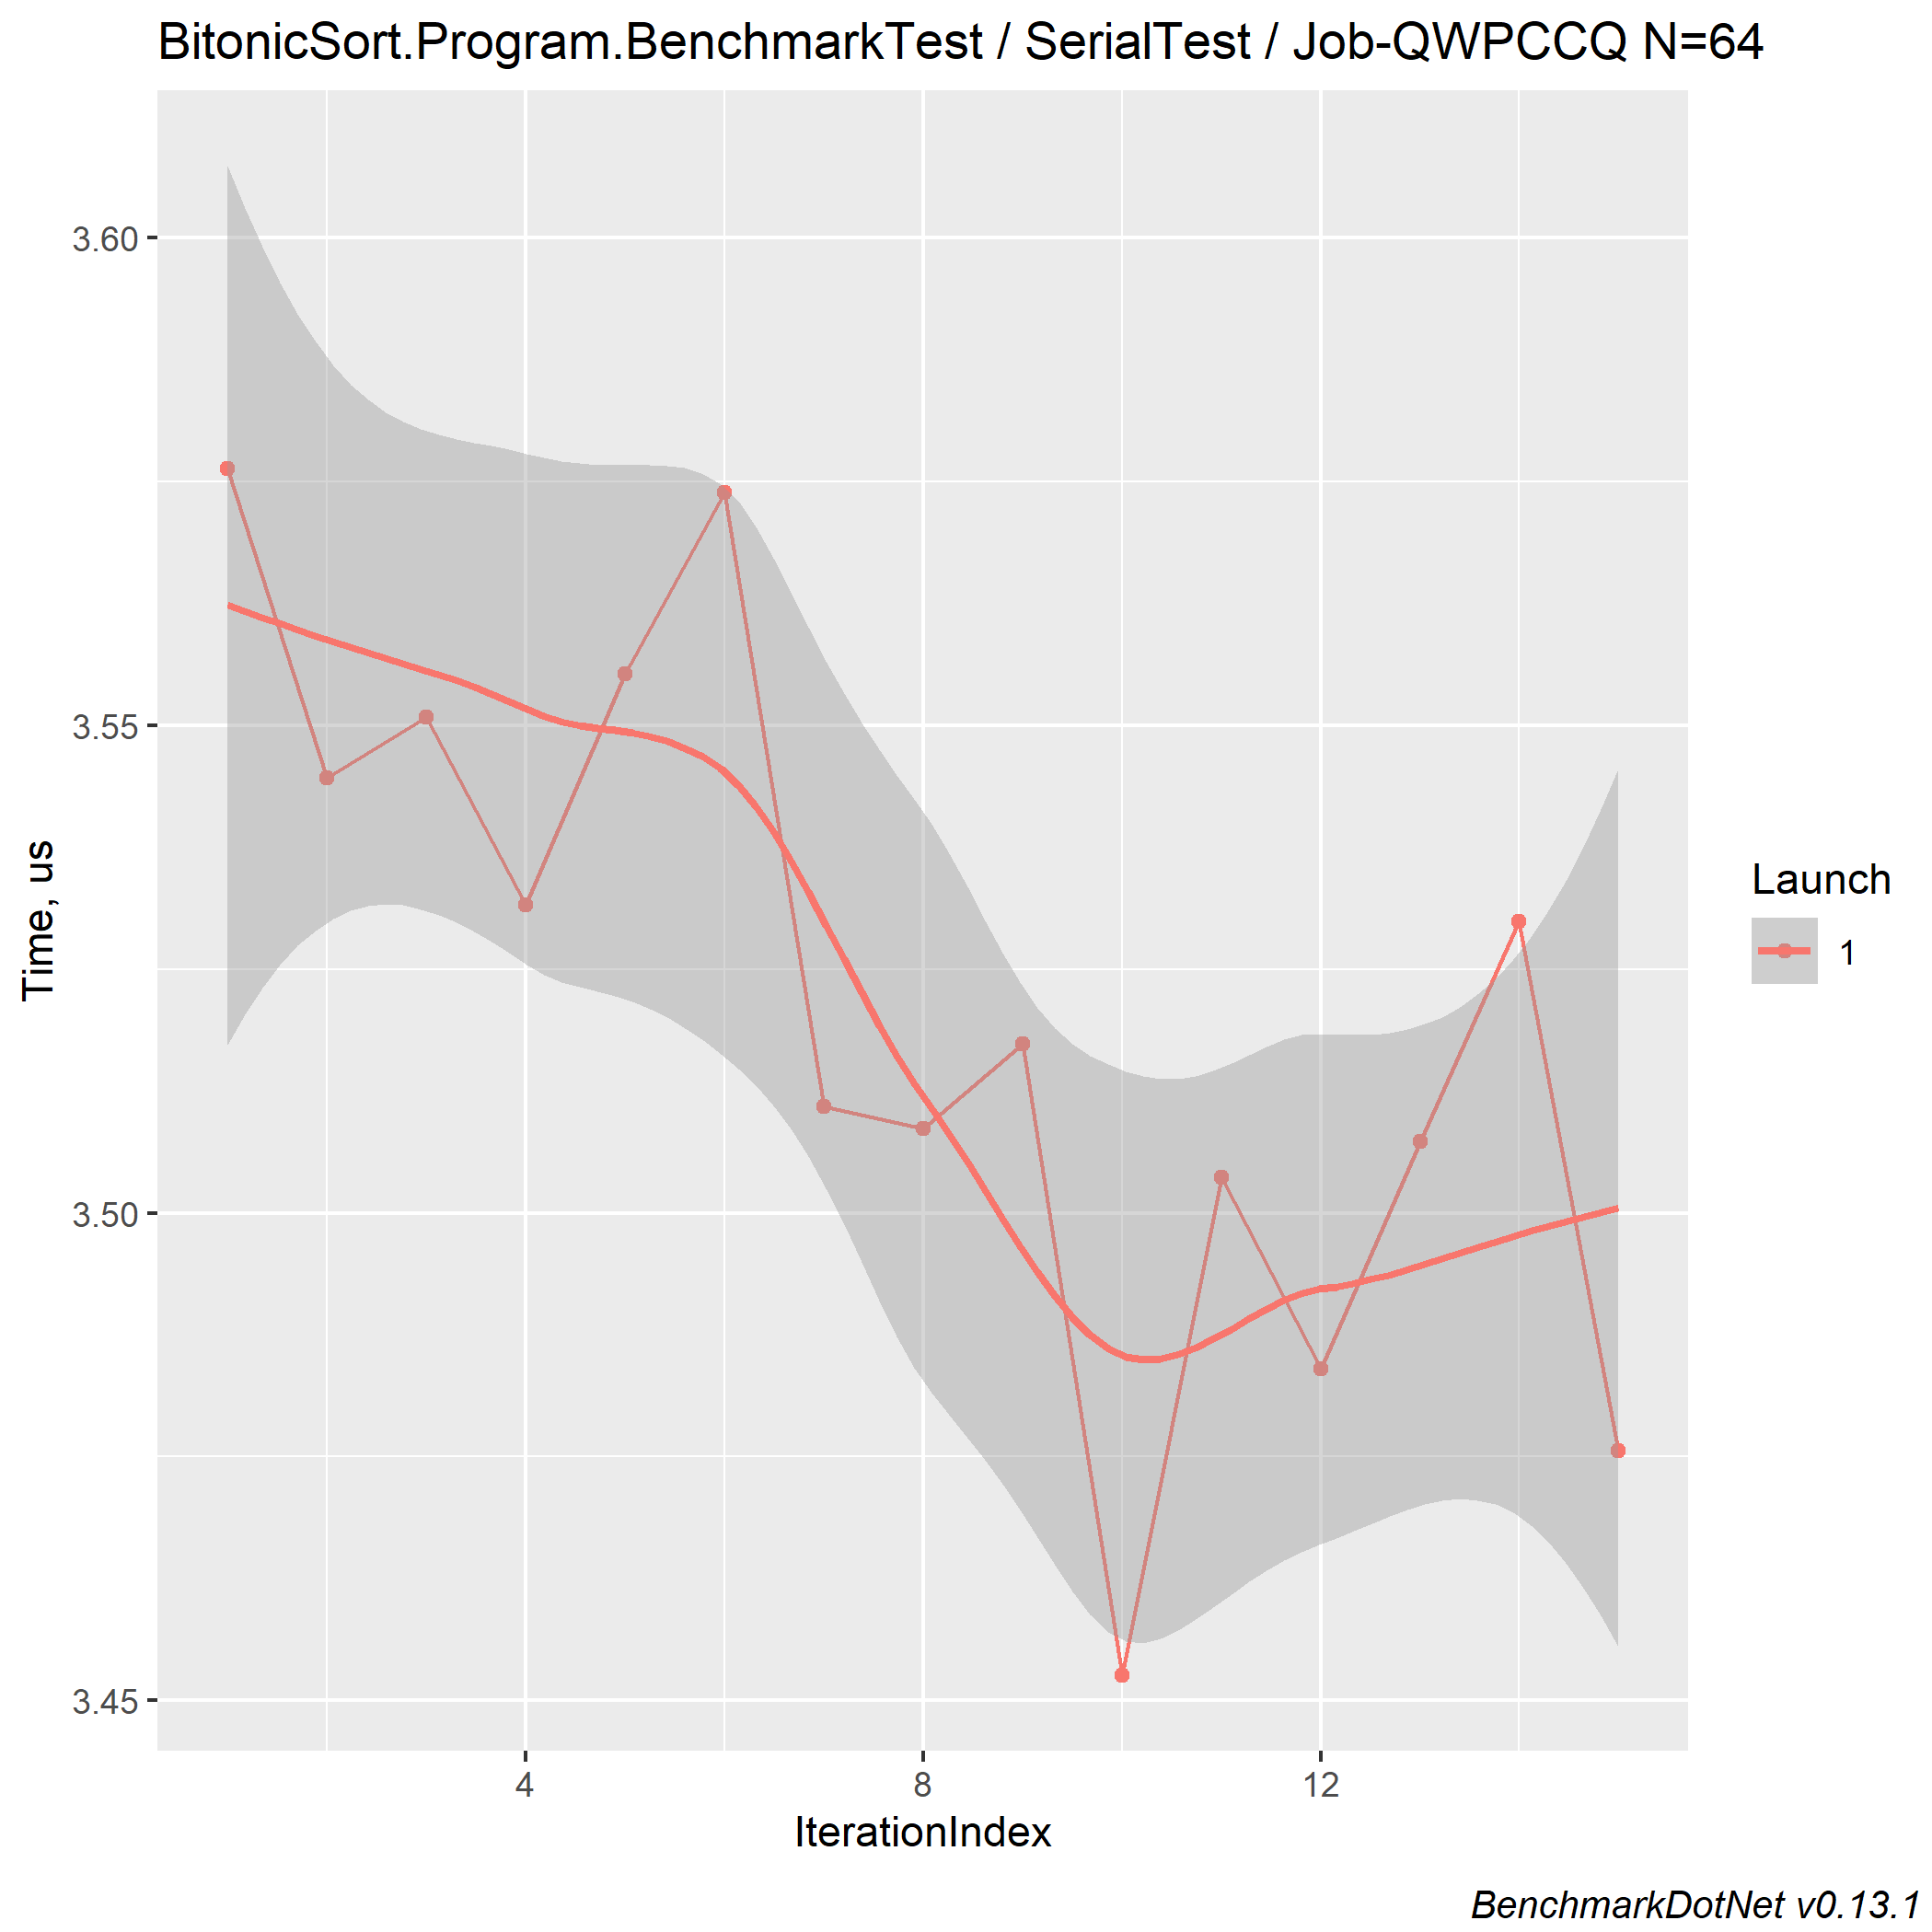 BitonicSort.Program.BenchmarkTest / SerialTest / Job-QWPCCQ N=64
3.60
3.55
3.50
3.45
Time, us
4 8 12
IterationIndex
Launch
1
BenchmarkDotNet v0.13.1